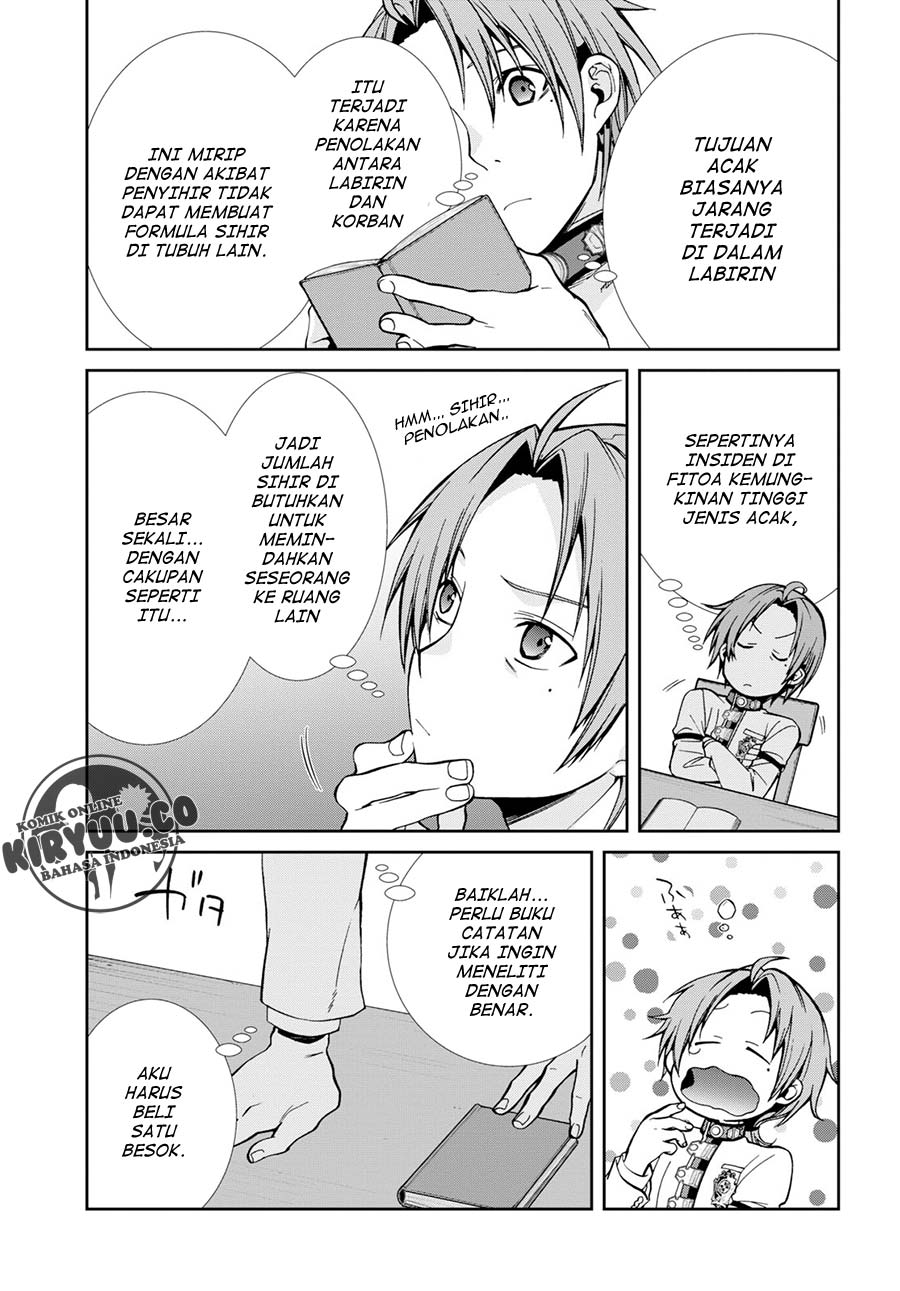 TUJUAN
ACAK
BIASANYA
JARANG
TERJADI
DI DALAM
LABIRIN
ITU
TERJADI
KARENA
PENOLAKAN
ANTARA
LABIRIN
DAN
KORBAN
INI MIRIP
DENGAN AKIBAT
PENYIHIR TIDAK
DAPAT MEMBUAT
FORMULA SIHIR
DI TUBUH LAIN.
SEPERTINYA
INSIDEN DI
FITOA KEMUNG-
KINAN TINGGI
JENIS ACAK,
HMM... SIHIR...
PENOLAKAN..
JADI
JUMLAH
SIHIR DI
BUTUHKAN
UNTUK
MEMIN-
DAHKAN
SESEORANG
KE RUANG
LAIN
BESAR
SEKALI...
DENGAN
CAKUPAN
SEPERTI
ITU...
KOMIK ONLINE
KIRYUU.CO
BAHASA INDONESIA
ふぁぁ
BAIKLAH...
PERLU BUKU
CATATAN
JIKA INGIN
MENELITI
DENGAN
BENAR.
ガタ
AKU
HARUS
BELI
SATU
BESOK.